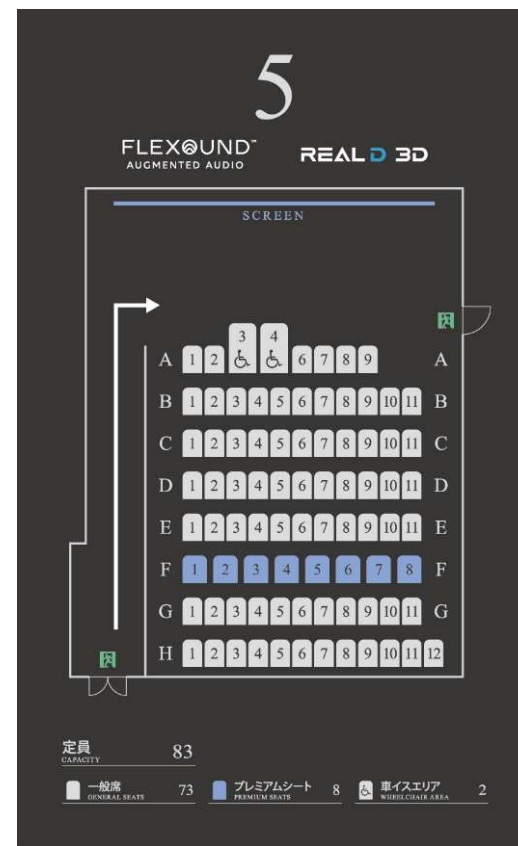 5
FLEXOUND™ REAL D 3D
AUGMENTED AUDIO
SCREEN
3 4
A 1 2 6 7 8 9 A
B 1 2 3 4 5 6 7 8 9 10 11 B
C 1 2 3 4 5 6 7 8 9 10 11 C
D 1 2 3 4 5 6 7 8 9 10 11 D
E 1 2 3 4 5 6 7 8 9 10 11 E
F 1 2 3 4 5 6 7 8 F
G 1 2 3 4 5 6 7 8 9 10 11 G
H 1 2 3 4 5 6 7 8 9 10 11 12
定員 83
CAPACITY
一般席 73 プレミアムシート 8 車イスエリア 2
GENERAL SEATS PREMIUM SEATS WHEELCHAIR AREA